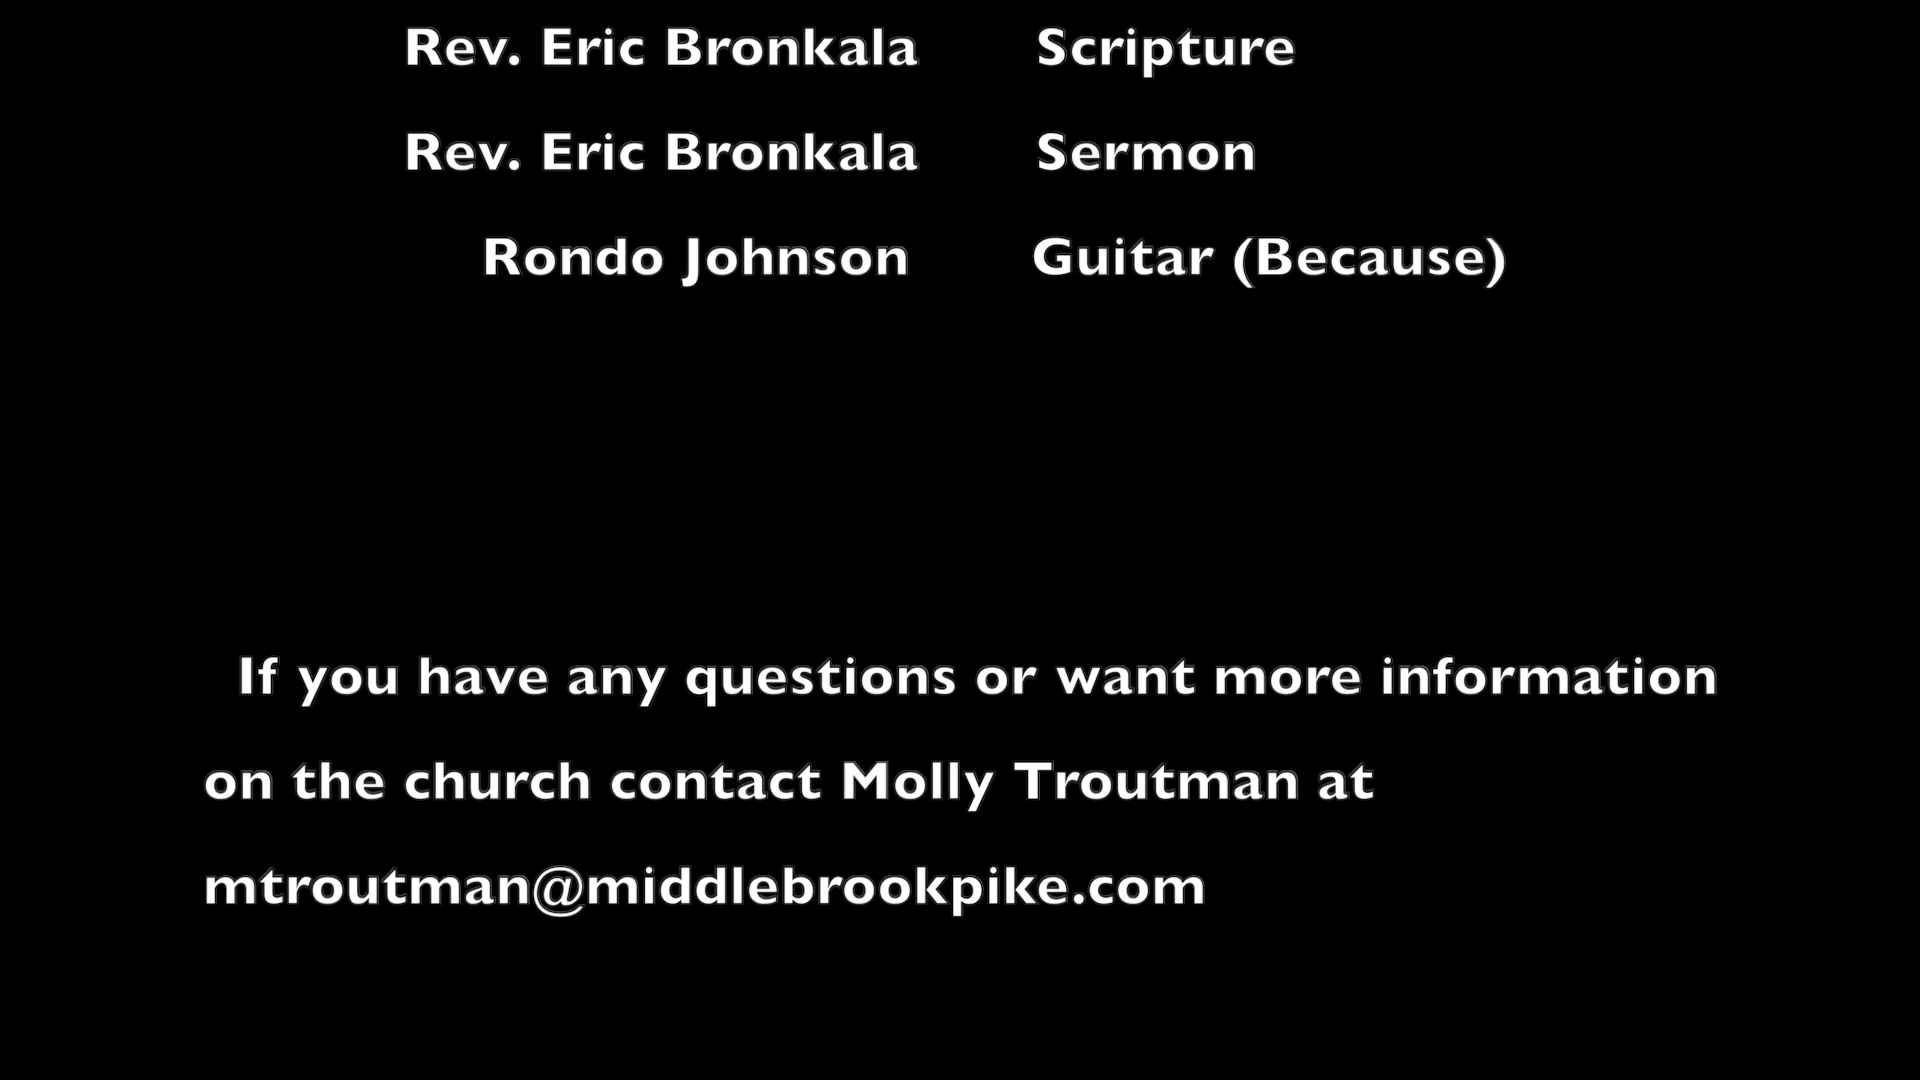 Rev. Eric Bronkala Scripture
Rev. Eric Bronkala Sermon
Rondo Johnson Guitar (Because)
If you have any questions or want more information
on the church contact Molly Troutman at
mtroutman@middlebrookpike.com